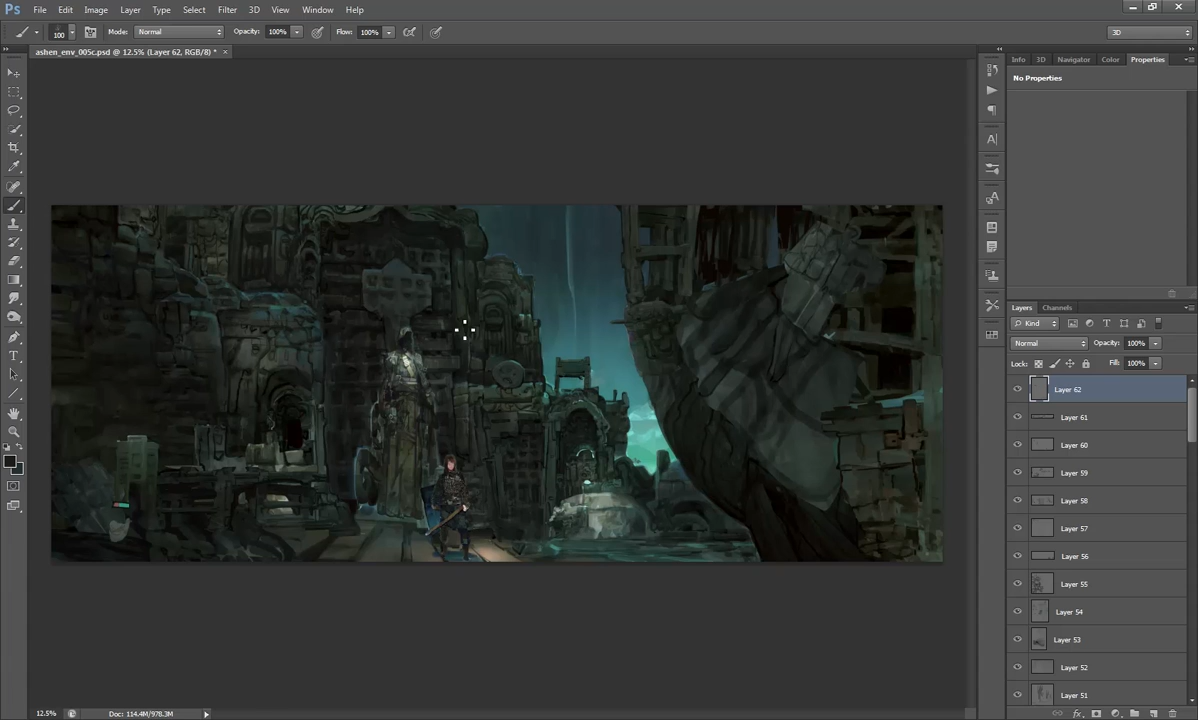 Ps File Edit Image Layer Type Select Filter 3D View Window Help
100 Mode: Normal Opacity: 100% Flow: 100% 3D
ashen_env_005c.psd @ 12.5% (Layer 62, RGB/8) * ×
Info 3D Navigator Color Properties
No Properties
Layers Channels
Kind
Normal Opacity: 100%
Lock: Fill: 100%
Layer 62
Layer 61
Layer 60
Layer 59
Layer 58
Layer 57
Layer 56
Layer 55
Layer 54
Layer 53
Layer 52
Layer 51
12.5% Doc: 114.4M/978.3M